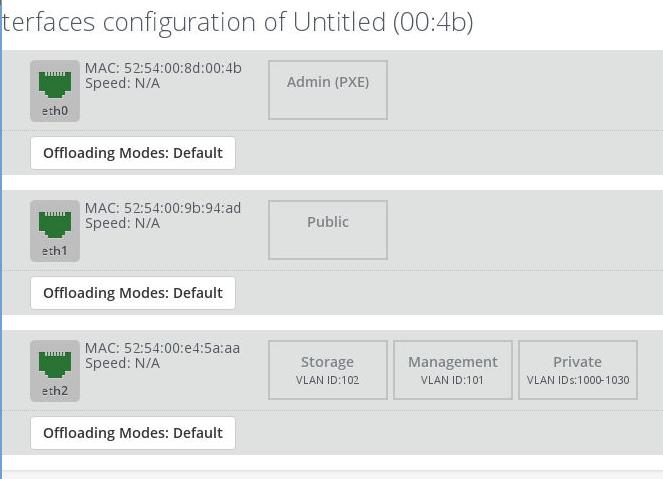 terfaces configuration of Untitled (00:4b)
MAC: 52:54:00:8d:00:4b
Speed: N/A
eth0
Admin (PXE)
Offloading Modes: Default
MAC: 52:54:00:9b:94:ad
Speed: N/A
eth1
Public
Offloading Modes: Default
MAC: 52:54:00:e4:5a:aa
Speed: N/A
eth2
Storage
VLAN ID:102
Management
VLAN ID:101
Private
VLAN IDs:1000-1030
Offloading Modes: Default